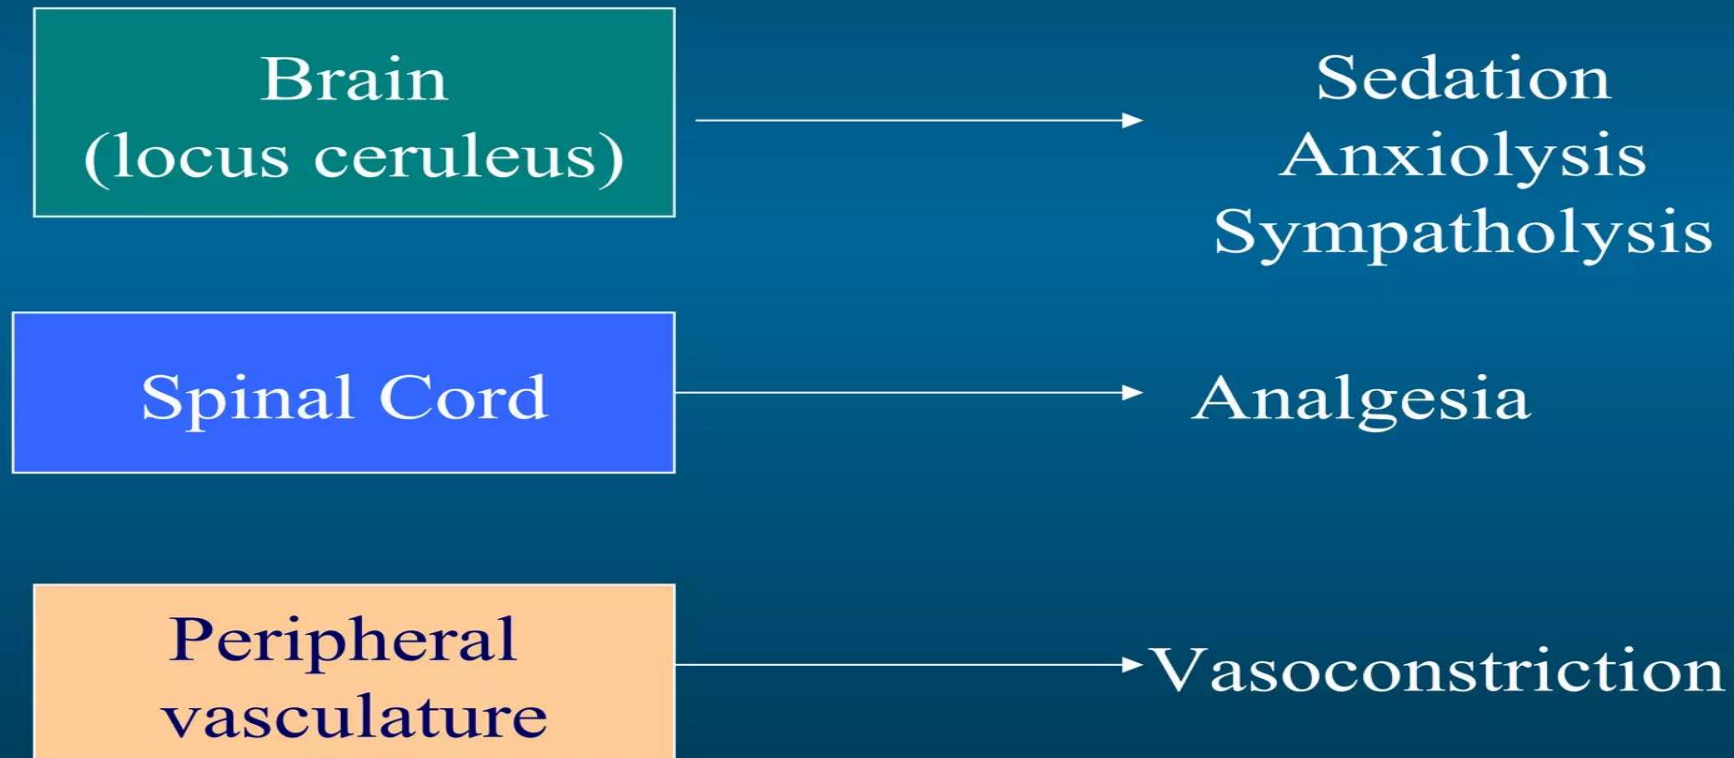 Brain
(locus ceruleus)
Sedation
Anxiolysis
Sympatholysis
Spinal Cord
Analgesia
Peripheral
vasculature
Vasoconstriction